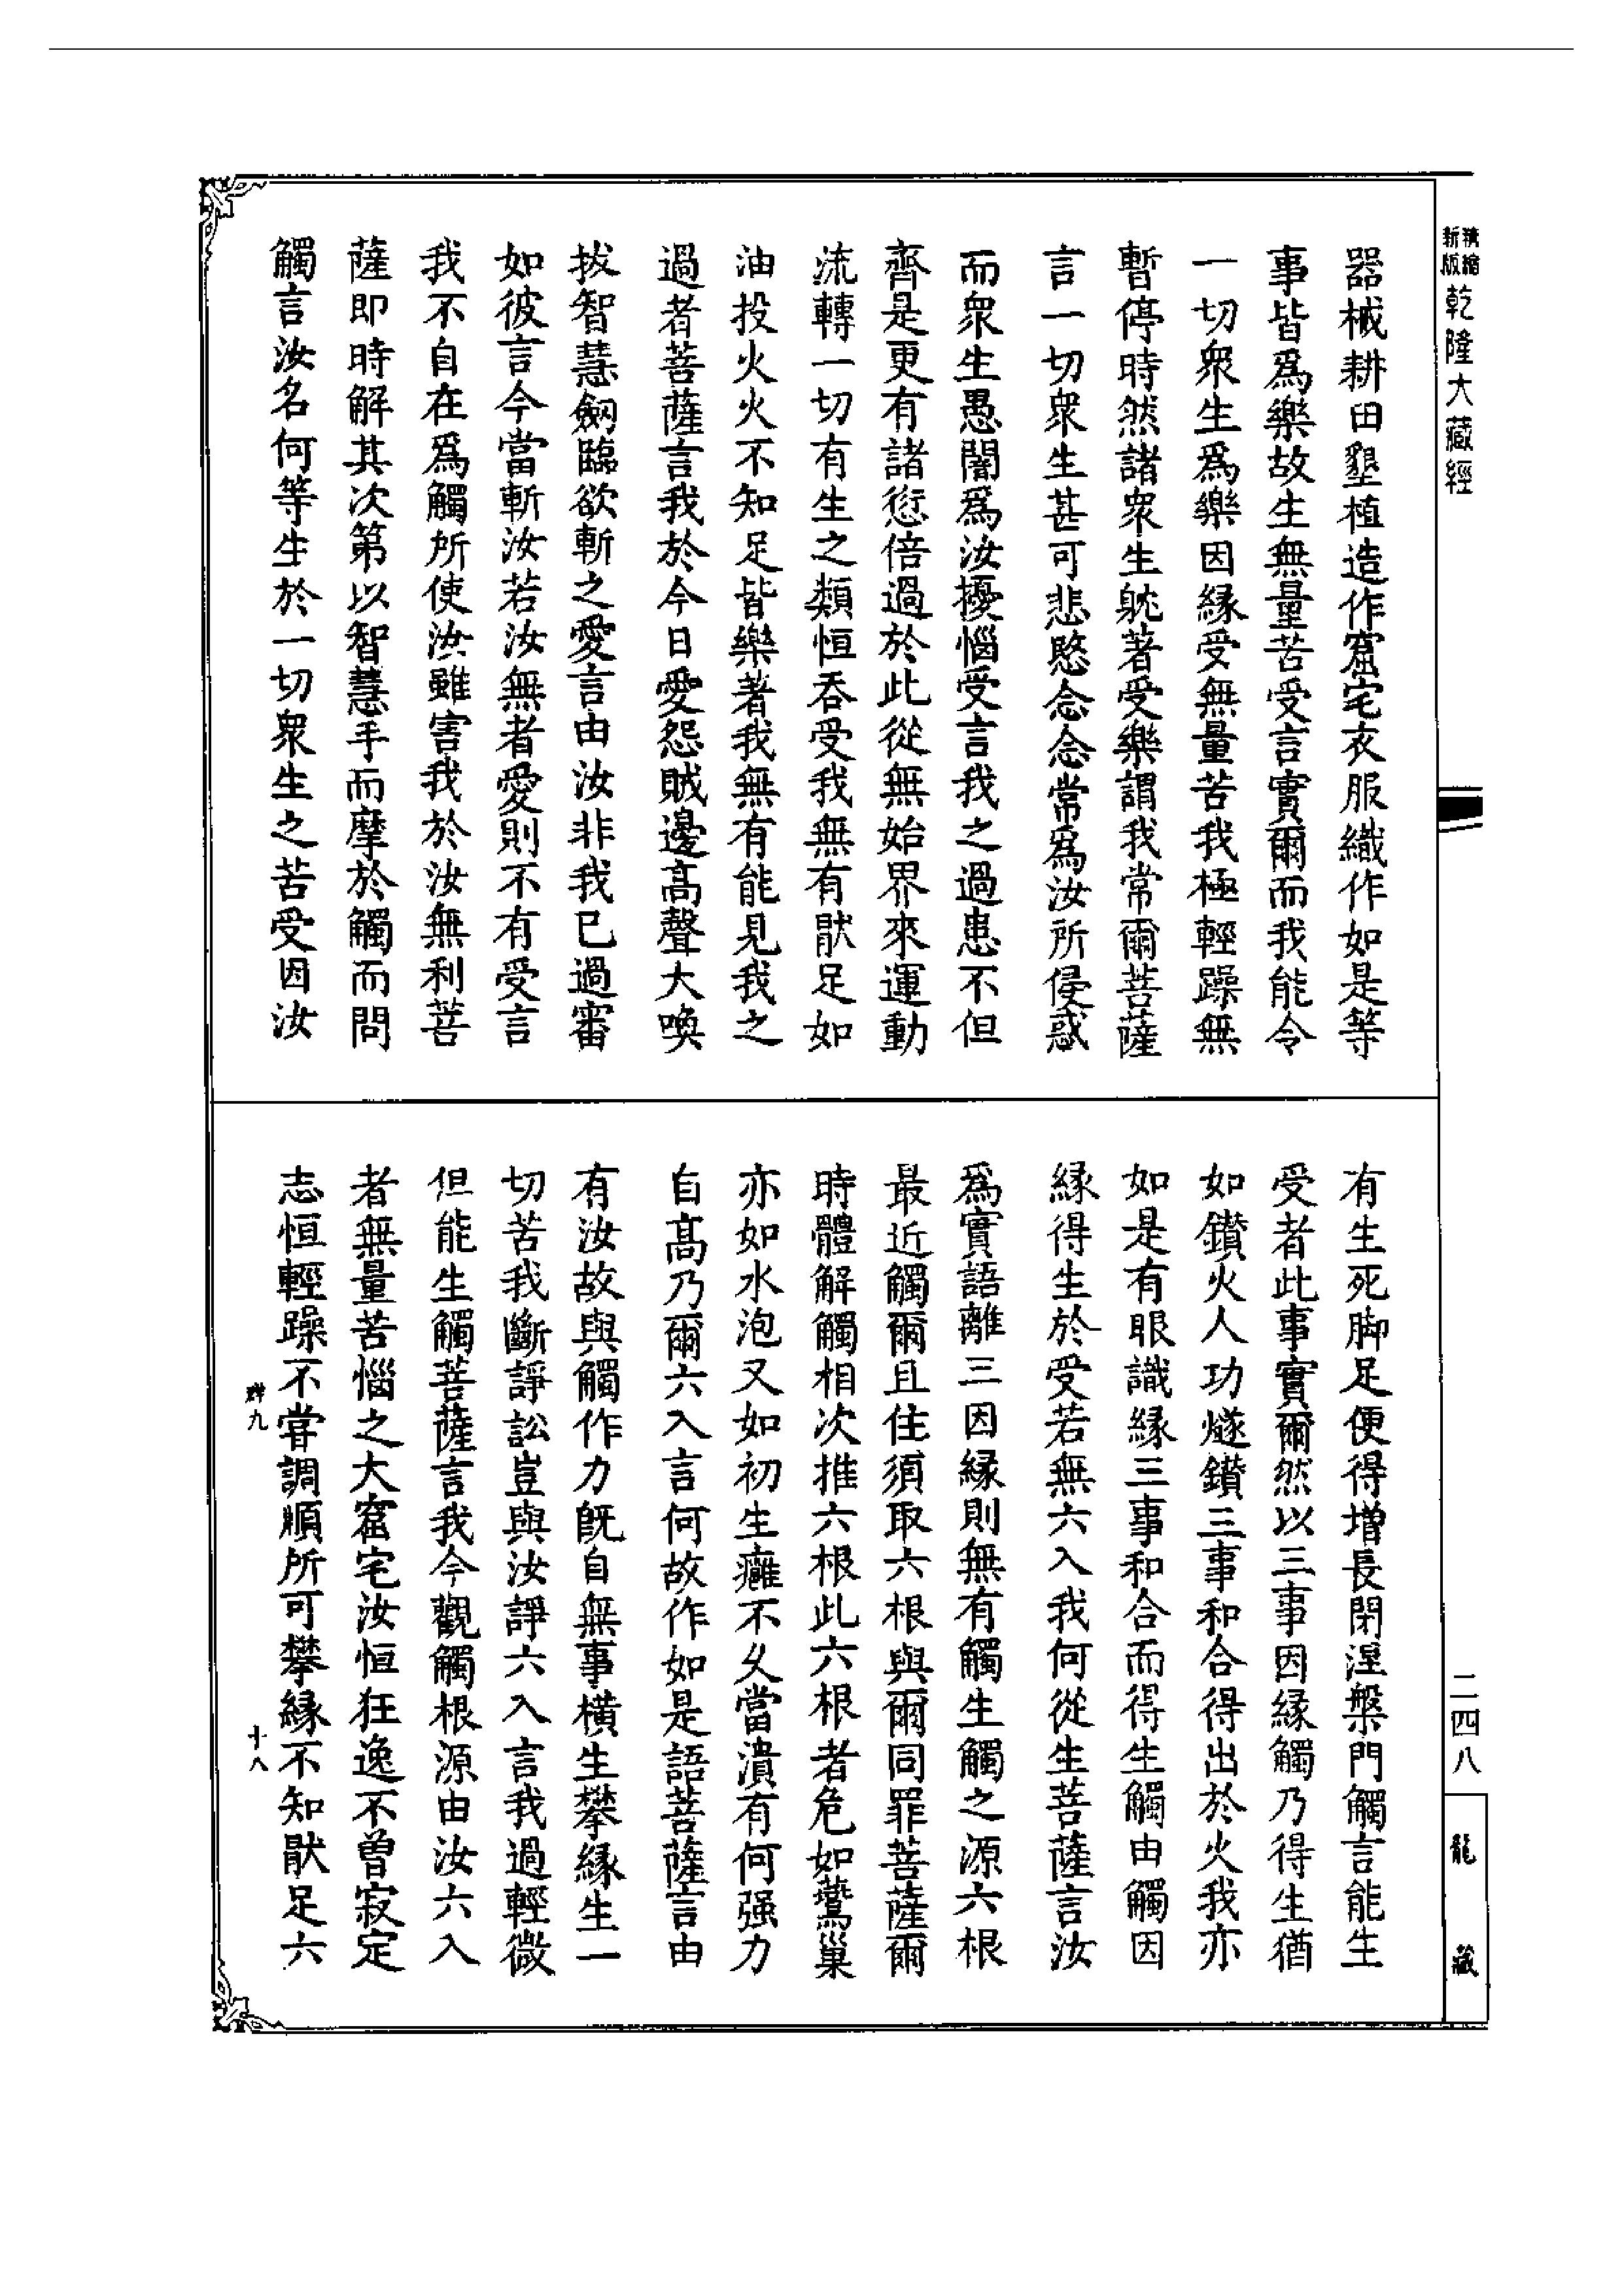 精縮新版乾隆大藏經
二四八
龍藏
器械耕田墾植造作窟宅衣服織作如是等
事皆爲樂故生無量苦受言實爾而我能令
一切衆生爲樂因緣受無量苦我極輕躁無
暫停時然諸衆生躭著受樂謂我常爾菩薩
言一切衆生甚可悲愍念念常爲汝所侵惑
而衆生愚闇爲汝擾惱受言我之過患不但
齊是更有諸愆倍過於此從無始界來運動
流轉一切有生之類恒吞受我無有猒足如
油投火火不知足皆樂著我無有能見我之
過者菩薩言我於今日愛怨賊邊高聲大喚
拔智慧劒臨欲斬之愛言由汝非我已過審
如彼言今當斬汝若汝無者愛則不有受言
我不自在爲觸所使汝雖害我於汝無利菩
薩即時解其次第以智慧手而摩於觸而問
觸言汝名何等生於一切衆生之苦受因汝
有生死脚足便得增長閉涅槃門觸言能生
受者此事實爾然以三事因緣觸乃得生猶
如鑽火人功燧鑽三事和合得出於火我亦
如是有眼識緣三事和合而得生觸由觸因
緣得生於受若無六入我何從生菩薩言汝
爲實語離三因緣則無有觸生觸之源六根
最近觸爾且住須取六根與爾同罪菩薩爾
時體解觸相次推六根此六根者危如鷰巢
亦如水泡又如初生癰不久當潰有何强力
自高乃爾六入言何故作如是語菩薩言由
有汝故與觸作力旣自無事橫生攀緣生一
切苦我斷諍訟豈與汝諍六入言我過輕微
但能生觸菩薩言我今觀觸根源由汝六入
者無量苦惱之大窟宅汝恒狂逸不曾寂定
志恒輕躁不甞調順所可攀緣不知猒足六
九
十八